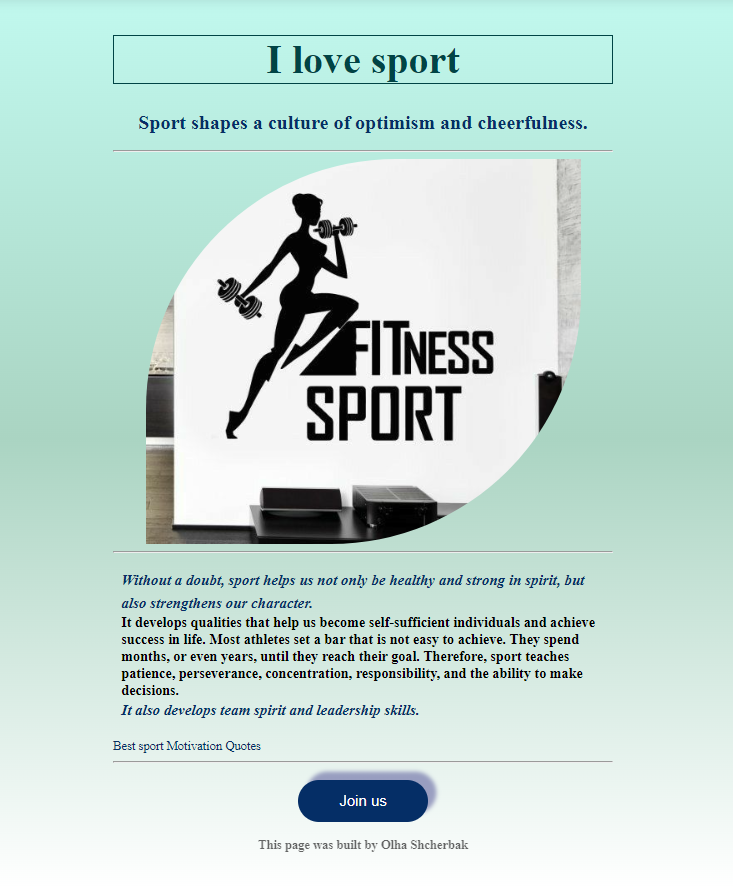 I love sport
Sport shapes a culture of optimism and cheerfulness.
FITNESS
SPORT
Without a doubt, sport helps us not only be healthy and strong in spirit, but
also strengthens our character.
It develops qualities that help us become self-sufficient individuals and achieve
success in life. Most athletes set a bar that is not easy to achieve. They spend
months, or even years, until they reach their goal. Therefore, sport teaches
patience, perseverance, concentration, responsibility, and the ability to make
decisions.
It also develops team spirit and leadership skills.
Best sport Motivation Quotes
Join us
This page was built by Olha Shcherbak